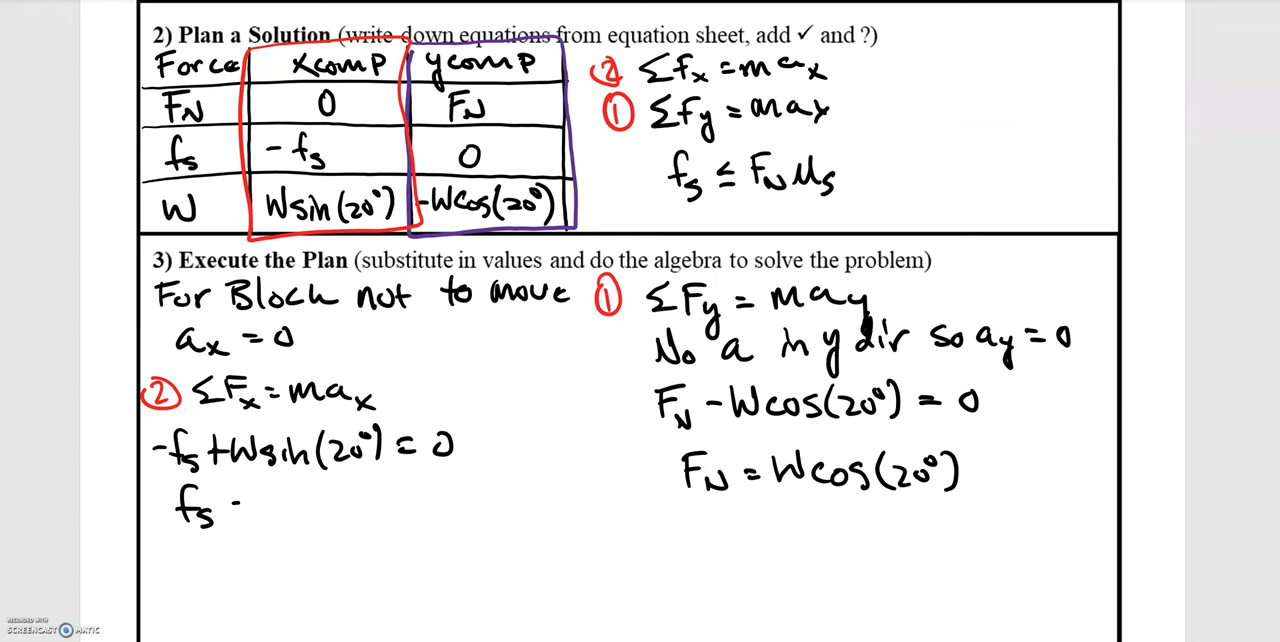 2) Plan a Solution (write down equations from equation sheet, add ✓ and ?)
Force xcomp ycomp
FN 0 FN
fs -fs 0
W Wsin(20°) -Wcos(20°)
② ΣFx = max
① ΣFy = max
fs ≤ FN μs
3) Execute the Plan (substitute in values and do the algebra to solve the problem)
For Block not to move
ax = 0
② ΣFx = max
-fs + Wsin(20°) = 0
fs -
① ΣFy = may
No a in y dir so ay = 0
FN - Wcos(20°) = 0
FN = Wcos(20°)
RECORDED WITH
SCREENCAST MATIC